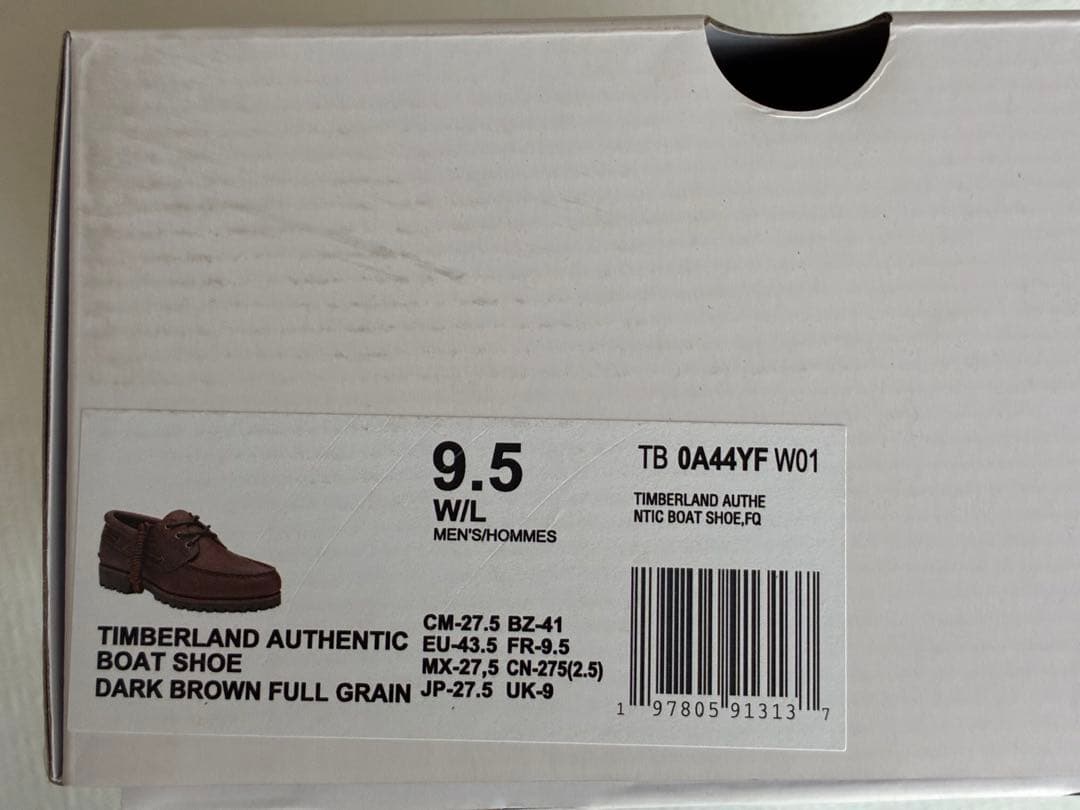 9.5
W/L
MEN'S/HOMMES
TB 0A44YF W01
TIMBERLAND AUTHE
NTIC BOAT SHOE,FQ
TIMBERLAND AUTHENTIC
BOAT SHOE
DARK BROWN FULL GRAIN
CM-27.5 BZ-41
EU-43.5 FR-9.5
MX-27,5 CN-275(2.5)
JP-27.5 UK-9
1 97805 91313 7